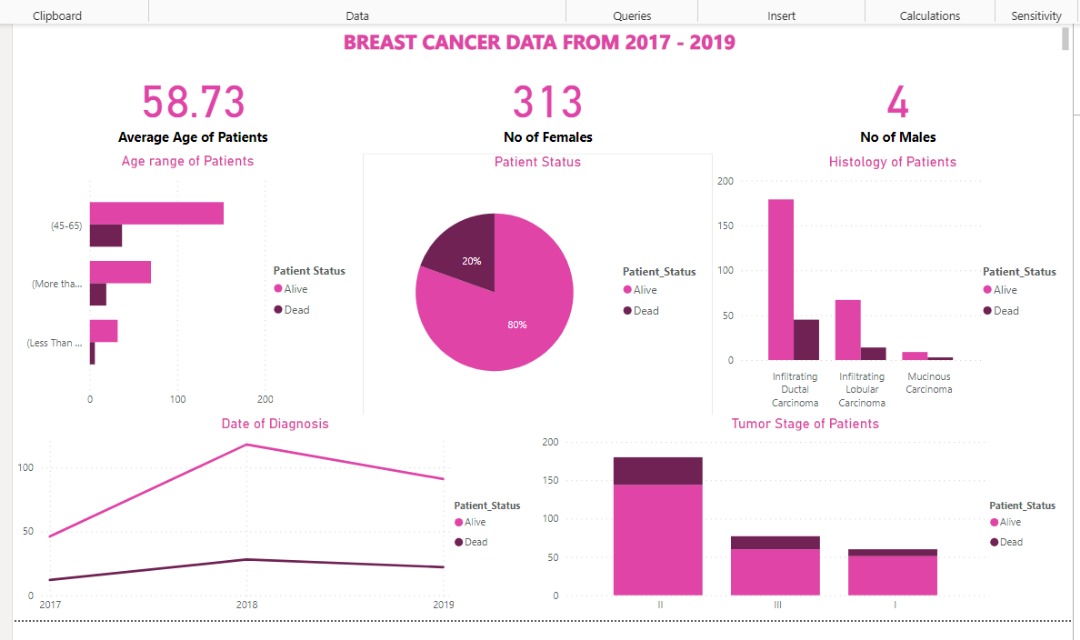 Clipboard
Data
Queries
Insert
Calculations
Sensitivity
BREAST CANCER DATA FROM 2017 - 2019
58.73
Average Age of Patients
313
No of Females
4
No of Males
Age range of Patients
(45-65)
(More tha...
(Less Than ...
0
100
200
Patient Status
Alive
Dead
Patient Status
20%
80%
Patient_Status
Alive
Dead
Histology of Patients
200
150
100
50
0
Infiltrating
Ductal
Carcinoma
Infiltrating
Lobular
Carcinoma
Mucinous
Carcinoma
Patient_Status
Alive
Dead
Date of Diagnosis
100
50
0
2017
2018
2019
Patient_Status
Alive
Dead
Tumor Stage of Patients
200
150
100
50
0
II
III
I
Patient_Status
Alive
Dead